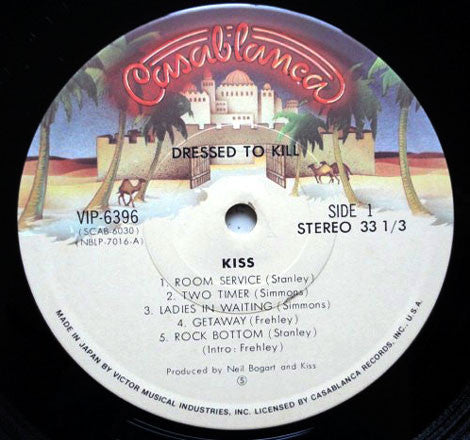 Casablanca
DRESSED TO KILL
VIP-6396
(SCAB-6030)
(NBLP-7016-A)
SIDE 1
STEREO 33 1/3
KISS
1. ROOM SERVICE (Stanley)
2. TWO TIMER (Simmons)
3. LADIES IN WAITING (Simmons)
4. GETAWAY (Frehley)
5. ROCK BOTTOM (Stanley)
(Intro: Frehley)
Produced by Neil Bogart and Kiss
Ⓢ
MADE IN JAPAN BY VICTOR MUSICAL INDUSTRIES, INC. LICENSED BY CASABLANCA RECORDS, INC., U.S.A.